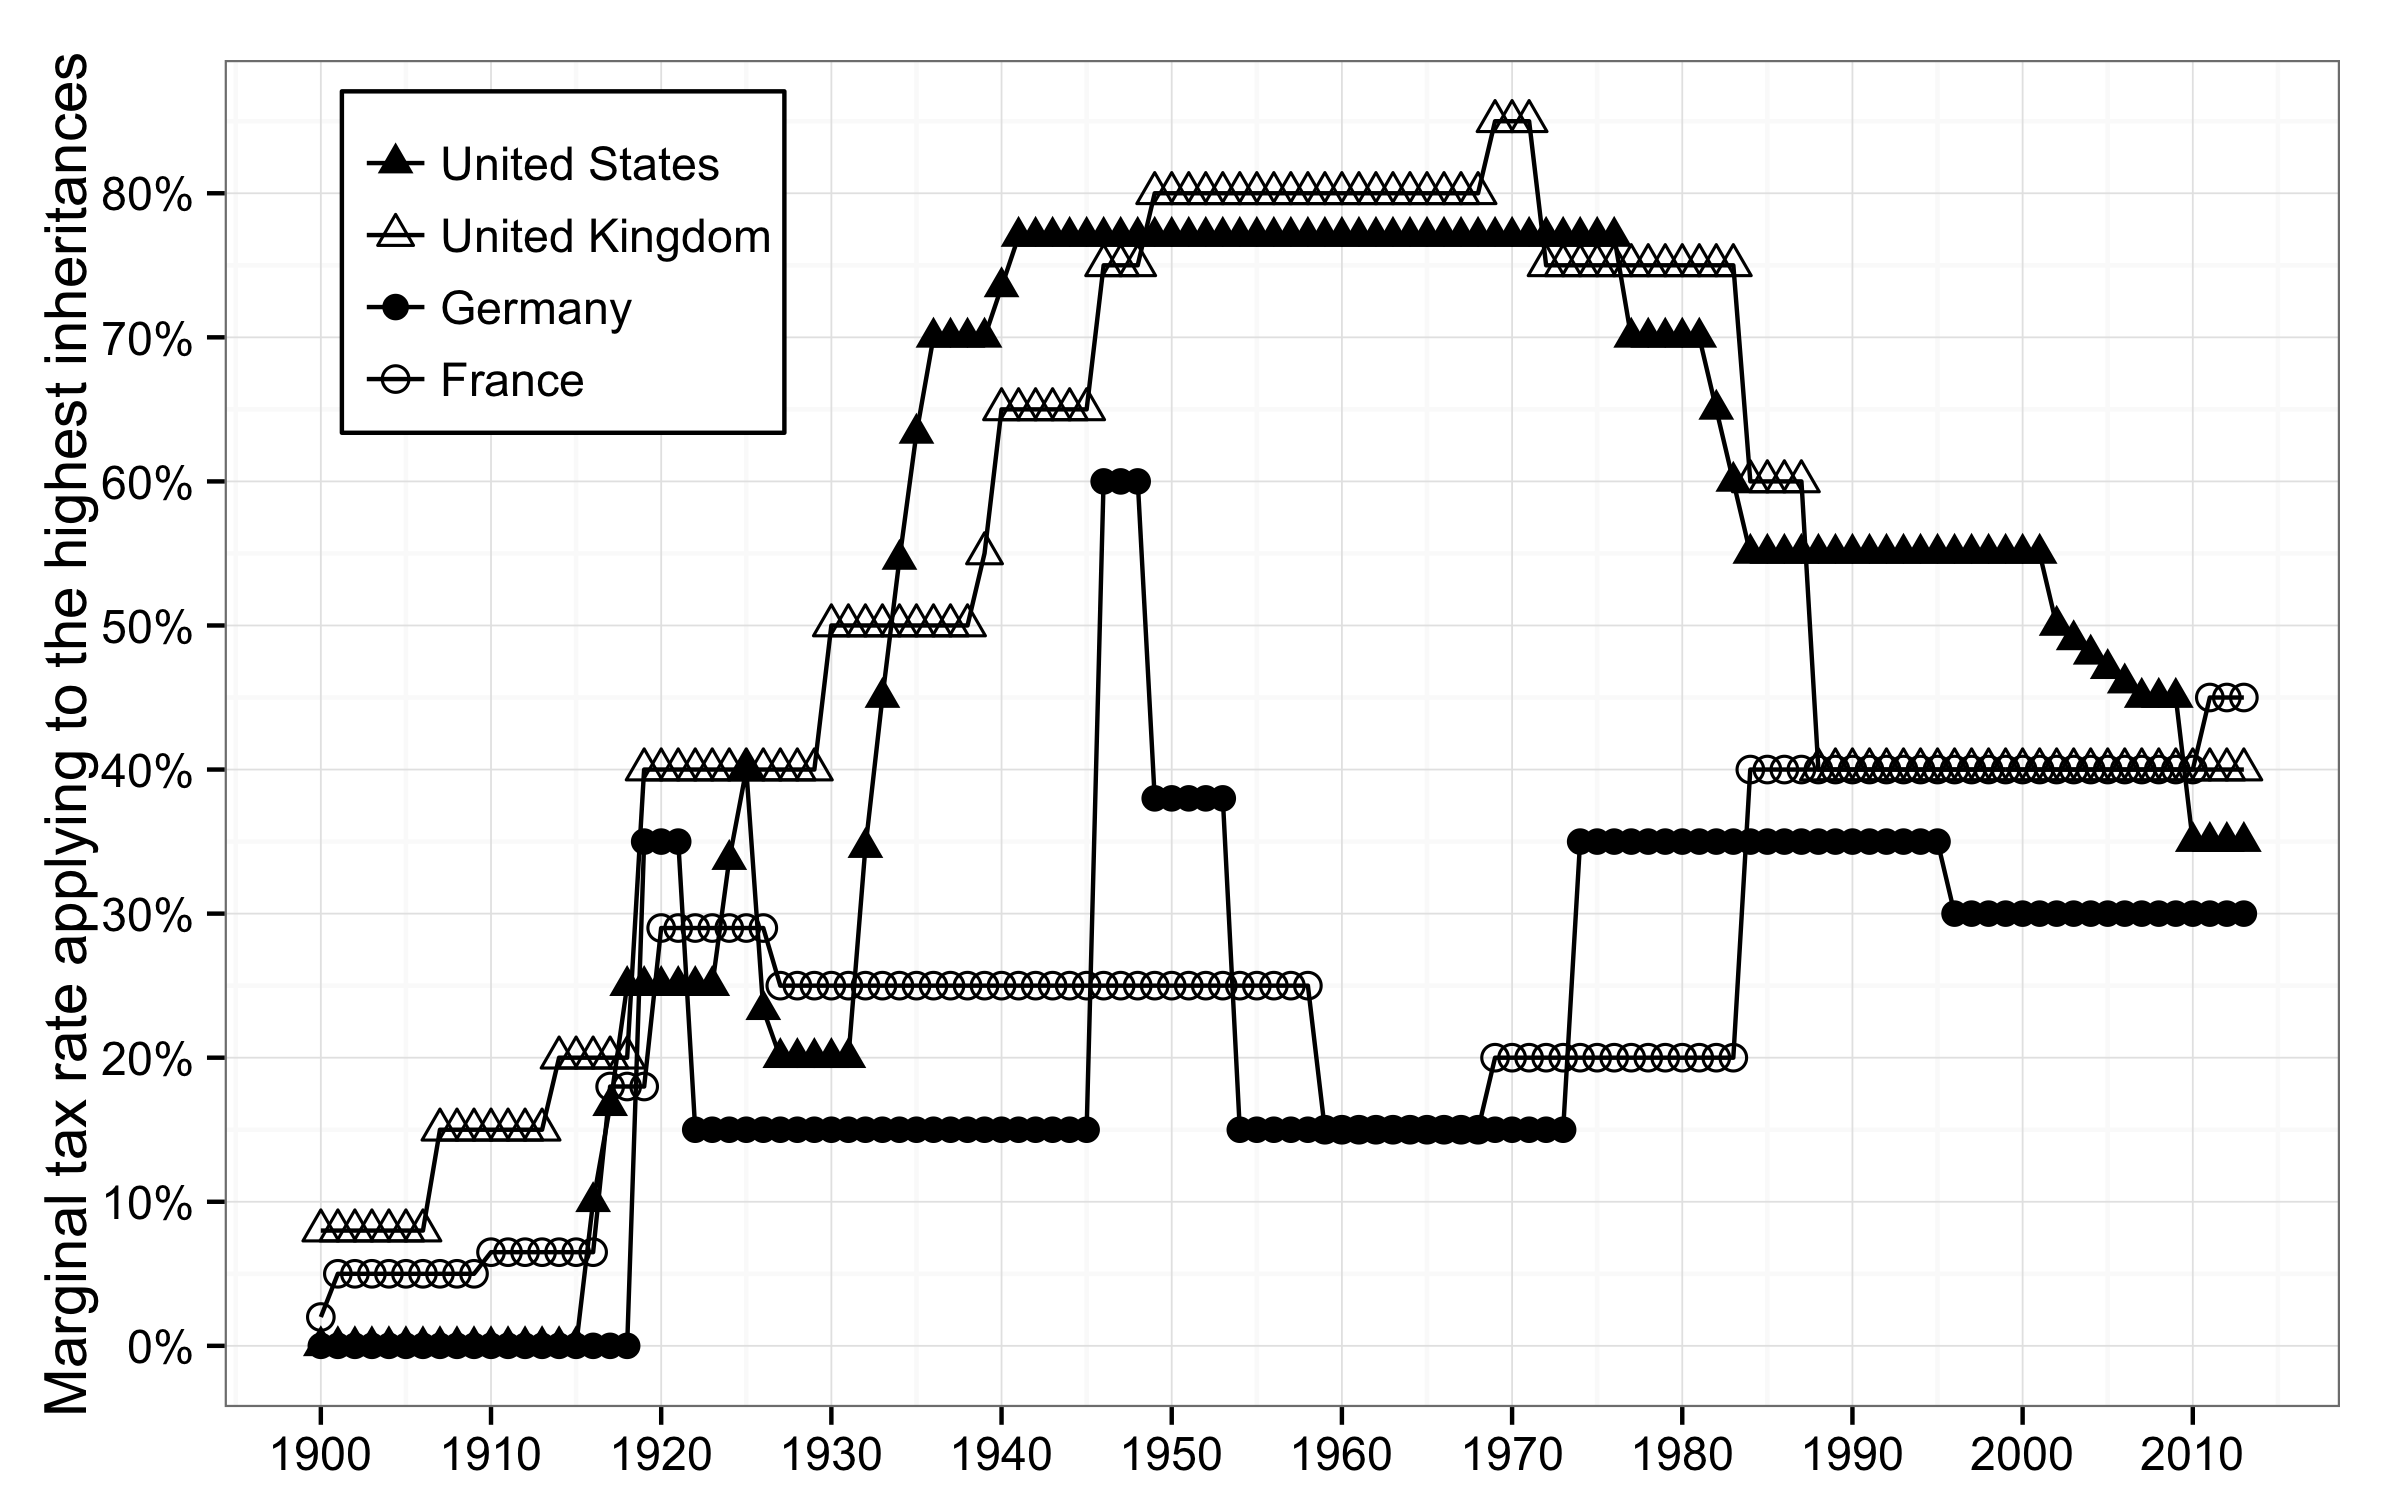 Marginal tax rate applying to the highest inheritances
United States
United Kingdom
Germany
France
80%
70%
60%
50%
40%
30%
20%
10%
0%
1900 1910 1920 1930 1940 1950 1960 1970 1980 1990 2000 2010